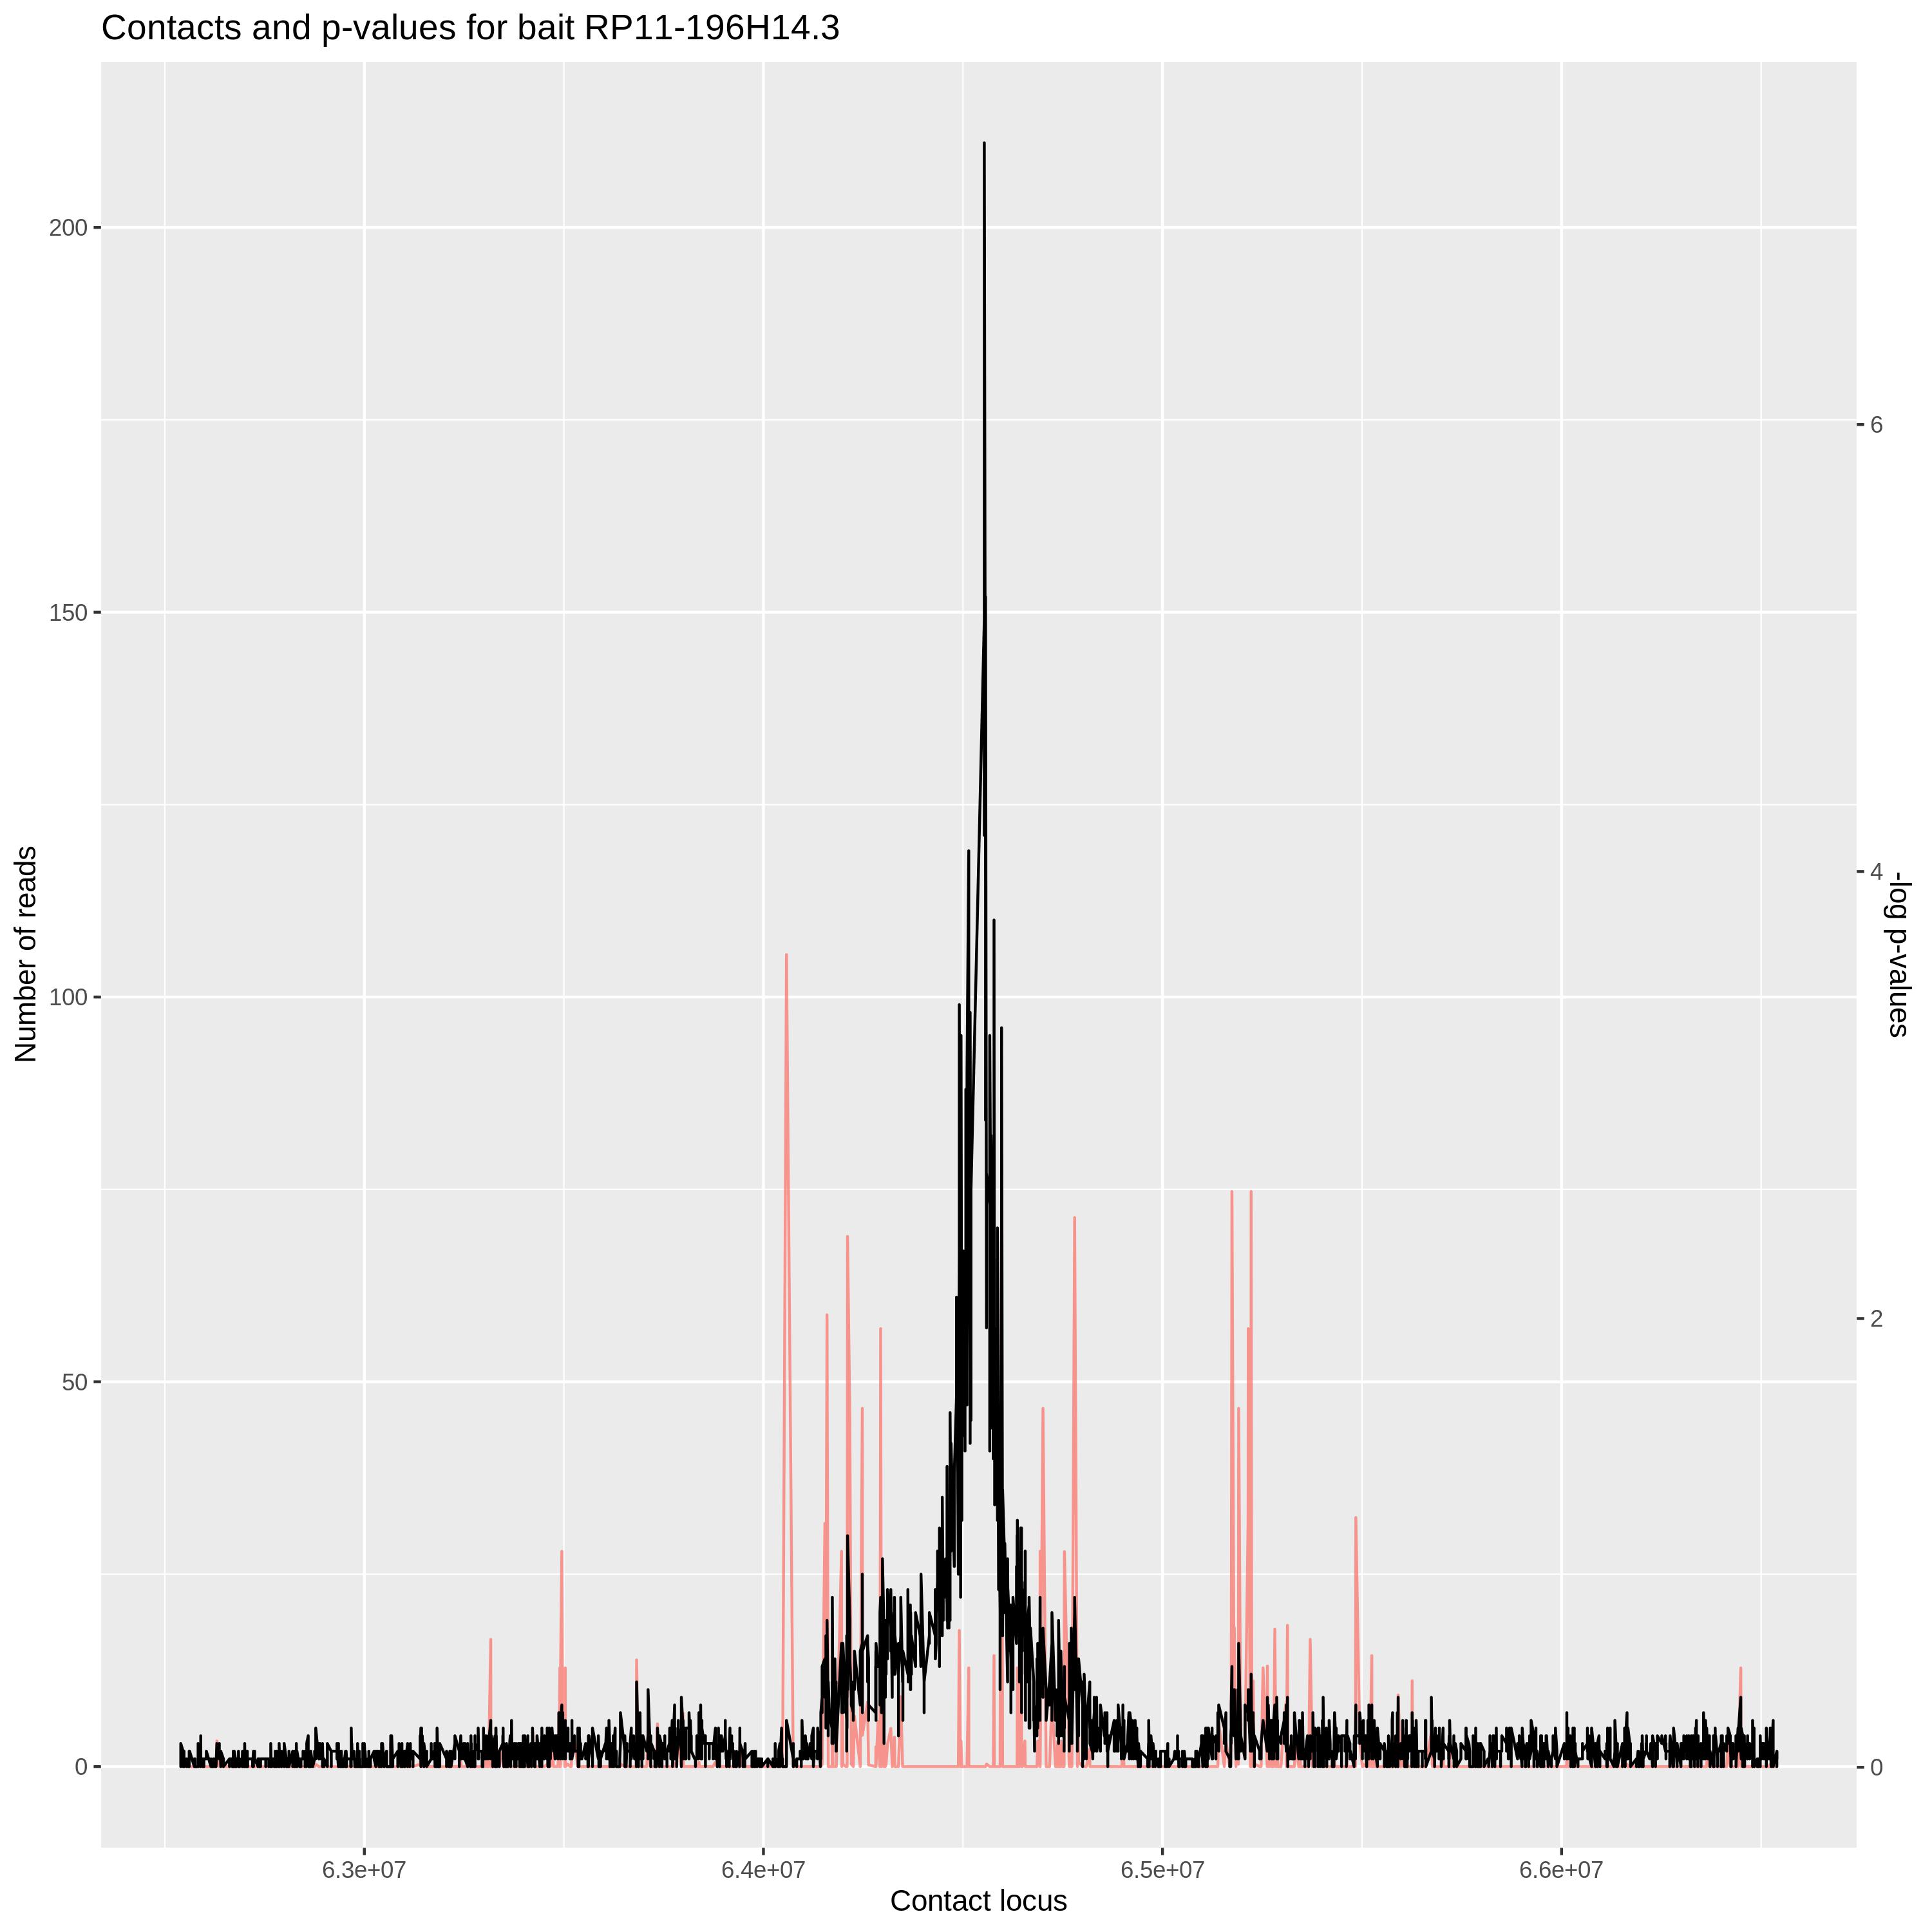 Contacts and p-values for bait RP11-196H14.3
200
150
100
50
0
6
4
2
0
Number of reads
-log p-values
6.3e+07
6.4e+07
6.5e+07
6.6e+07
Contact locus